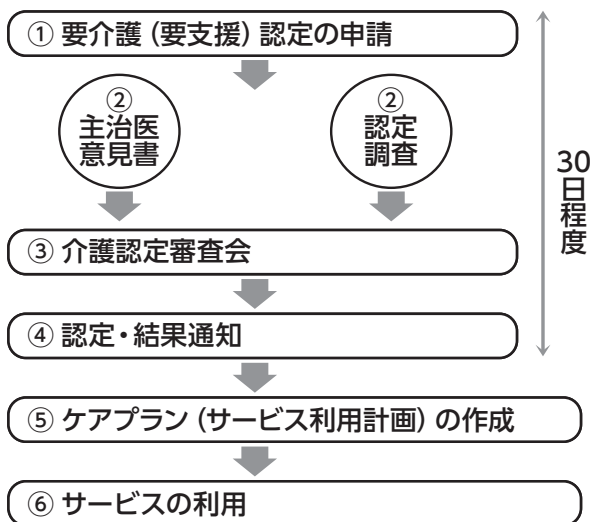 ① 要介護（要支援）認定の申請
②
主治医
意見書
②
認定
調査
30日程度
③ 介護認定審査会
④ 認定・結果通知
⑤ ケアプラン（サービス利用計画）の作成
⑥ サービスの利用